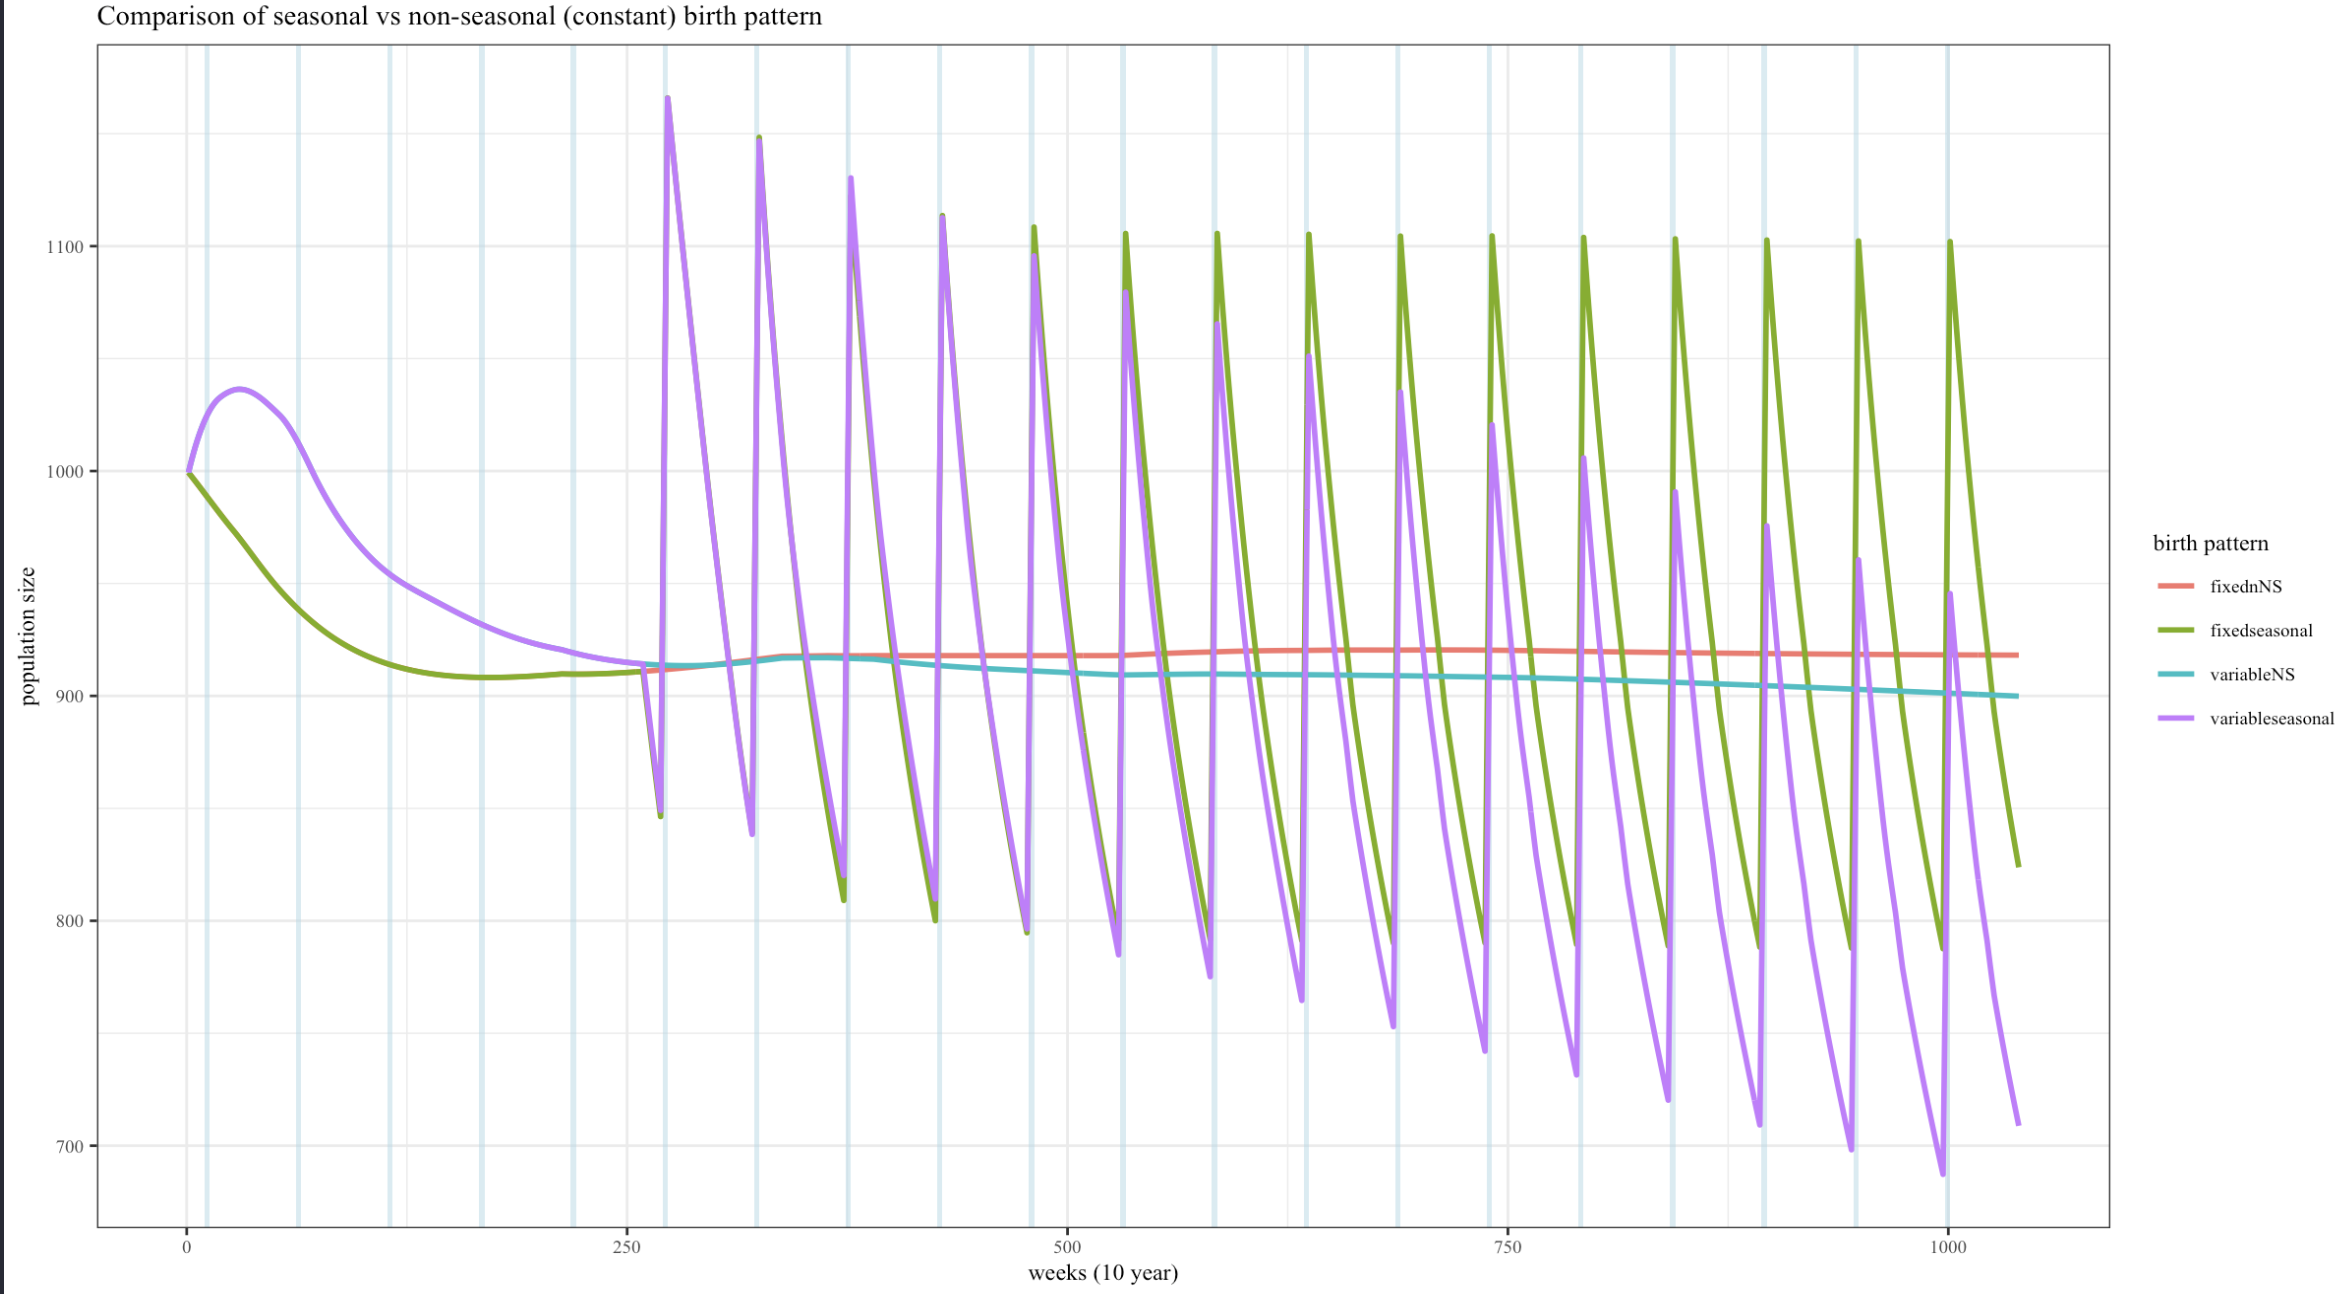 Comparison of seasonal vs non-seasonal (constant) birth pattern
population size
1100
1000
900
800
700
0
250
500
750
1000
weeks (10 year)
birth pattern
fixednNS
fixedseasonal
variableNS
variableseasonal